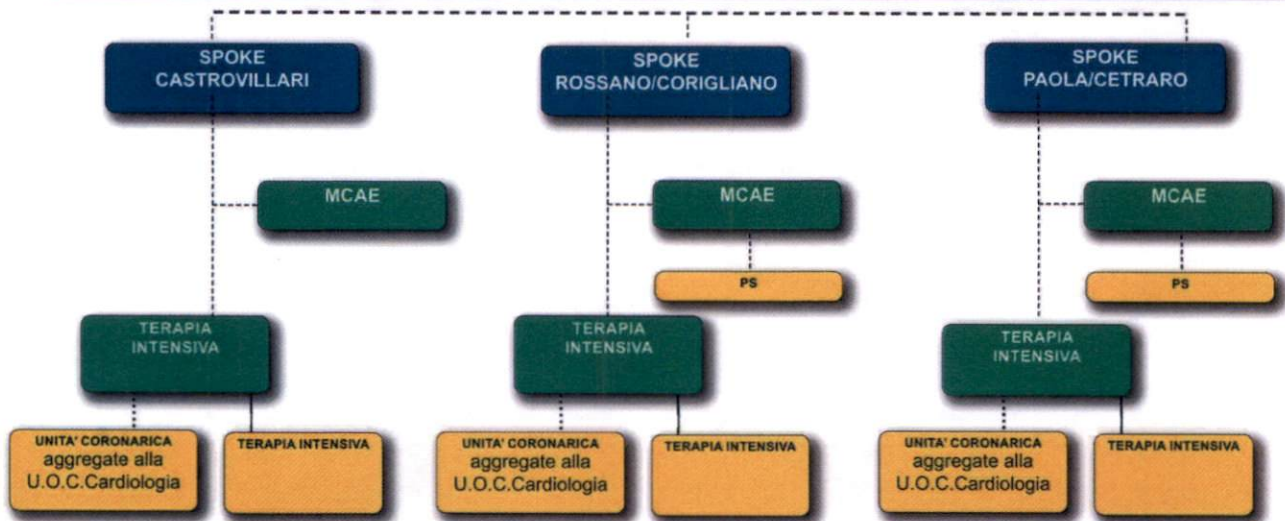 SPOKE
CASTROVILLARI
SPOKE
ROSSANO/CORIGLIANO
SPOKE
PAOLA/CETRARO
MCAE
MCAE
MCAE
PS
PS
TERAPIA
INTENSIVA
TERAPIA
INTENSIVA
TERAPIA
INTENSIVA
UNITA' CORONARICA
aggregate alla
U.O.C.Cardiologia
TERAPIA INTENSIVA
UNITA' CORONARICA
aggregate alla
U.O.C.Cardiologia
TERAPIA INTENSIVA
UNITA' CORONARICA
aggregate alla
U.O.C.Cardiologia
TERAPIA INTENSIVA